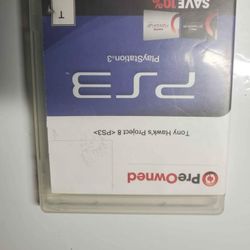 PreOwned
Tony Hawk's Project 8 <PS3>
PS3
PlayStation.3
T
SAVE 10%